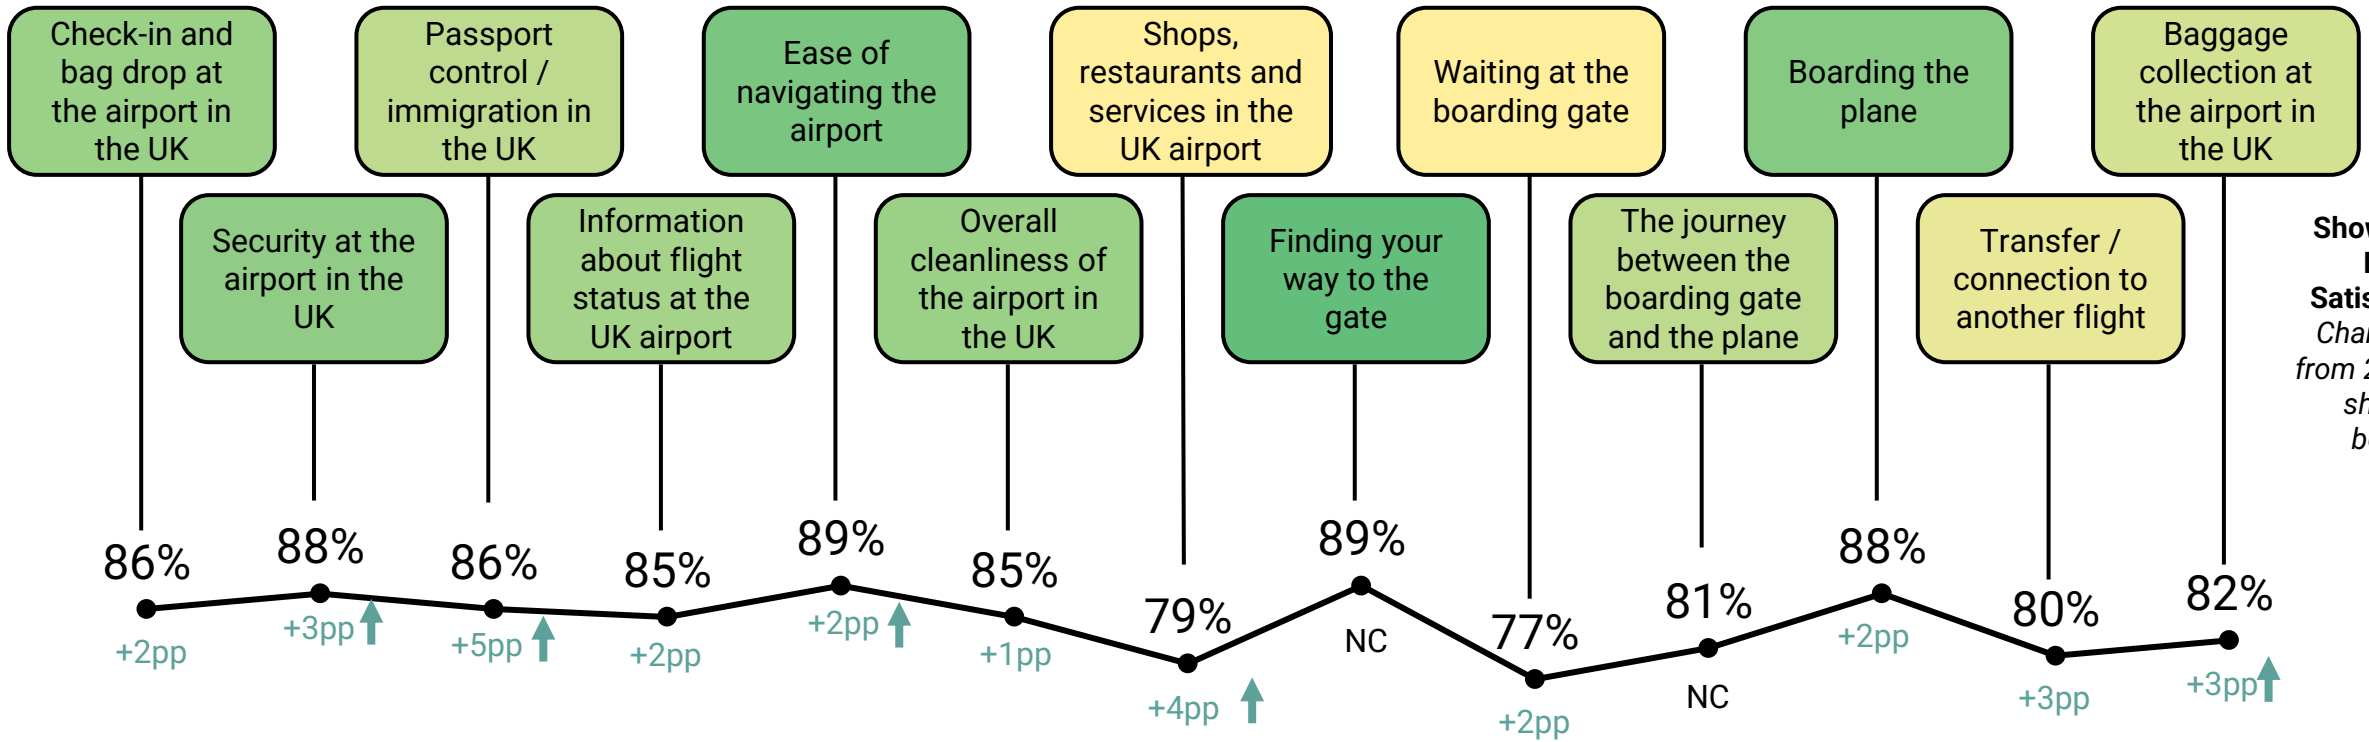 Check-in and
bag drop at
the airport in
the UK
Passport
control /
immigration in
the UK
Ease of
navigating the
airport
Shops,
restaurants and
services in the
UK airport
Waiting at the
boarding gate
Boarding the
plane
Baggage
collection at
the airport in
the UK
Security at the
airport in the
UK
Information
about flight
status at the
UK airport
Overall
cleanliness of
the airport in
the UK
Finding your
way to the
gate
The journey
between the
boarding gate
and the plane
Transfer /
connection to
another flight
from 2
86%
88%
86%
85%
89%
85%
79%
89%
77%
81%
88%
80%
82%
+2pp
+3pp
+5pp
+2pp
+2pp
+1pp
+4pp
NC
+2pp
NC
+2pp
+3pp
+3pp